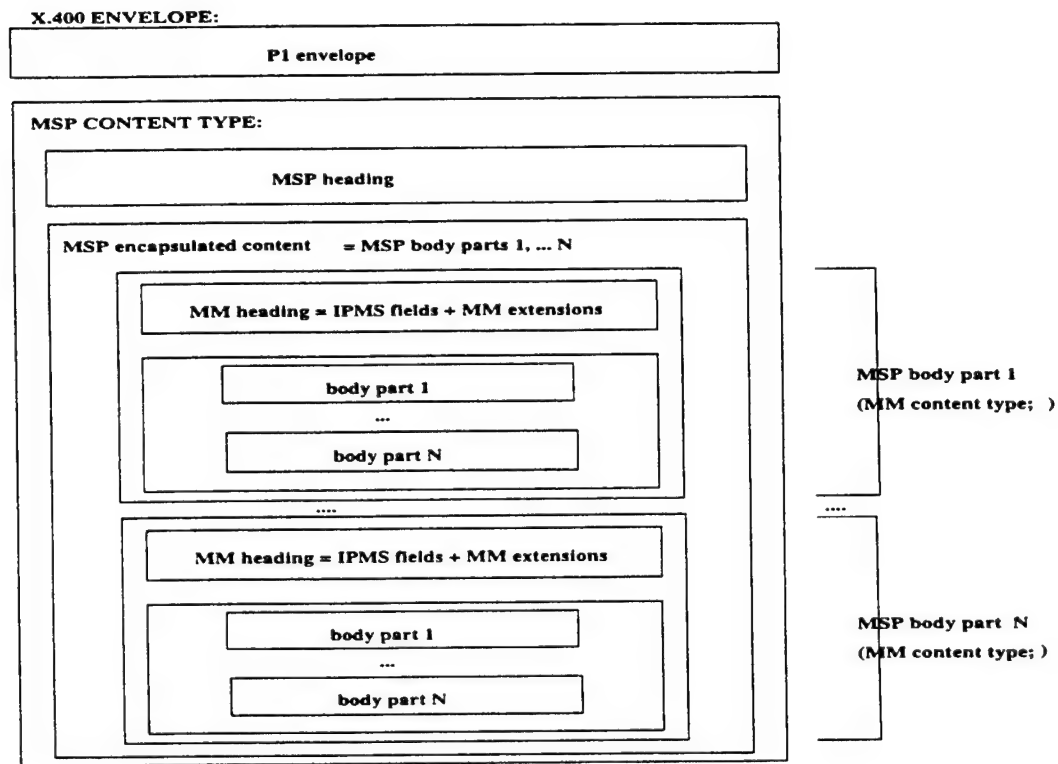 X.400 ENVELOPE:
P1 envelope
MSP CONTENT TYPE:
MSP heading
MSP encapsulated content = MSP body parts 1, ... N
MM heading = IPMS fields + MM extensions
body part 1
...
body part N
MSP body part 1
(MM content type; )
....
....
MM heading = IPMS fields + MM extensions
body part 1
...
body part N
MSP body part N
(MM content type; )